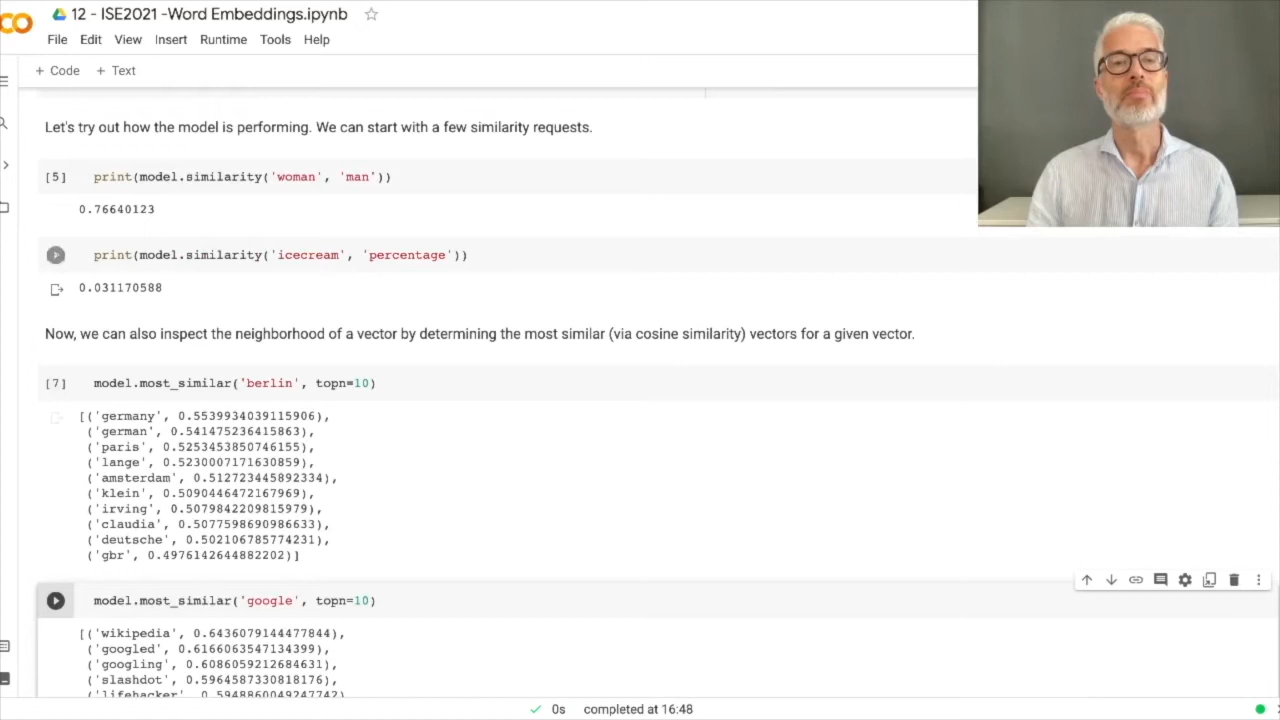 CO
12 - ISE2021 -Word Embeddings.ipynb
File Edit View Insert Runtime Tools Help
+ Code + Text
Let's try out how the model is performing. We can start with a few similarity requests.
[5] print(model.similarity('woman', 'man'))
0.76640123
print(model.similarity('icecream', 'percentage'))
0.031170588
Now, we can also inspect the neighborhood of a vector by determining the most similar (via cosine similarity) vectors for a given vector.
[7] model.most_similar('berlin', topn=10)
[('germany', 0.5539934039115906),
('german', 0.541475236415863),
('paris', 0.5253453850746155),
('lange', 0.5230007171630859),
('amsterdam', 0.512723445892334),
('klein', 0.5090446472167969),
('irving', 0.5079842209815979),
('claudia', 0.5077598690986633),
('deutsche', 0.502106785774231),
('gbr', 0.4976142644882202)]
model.most_similar('google', topn=10)
[('wikipedia', 0.6436079144477844),
('googled', 0.6166063547134399),
('googling', 0.6086059212684631),
('slashdot', 0.5964587330818176),
('lifehacker', 0.5948860049247742)
0s completed at 16:48